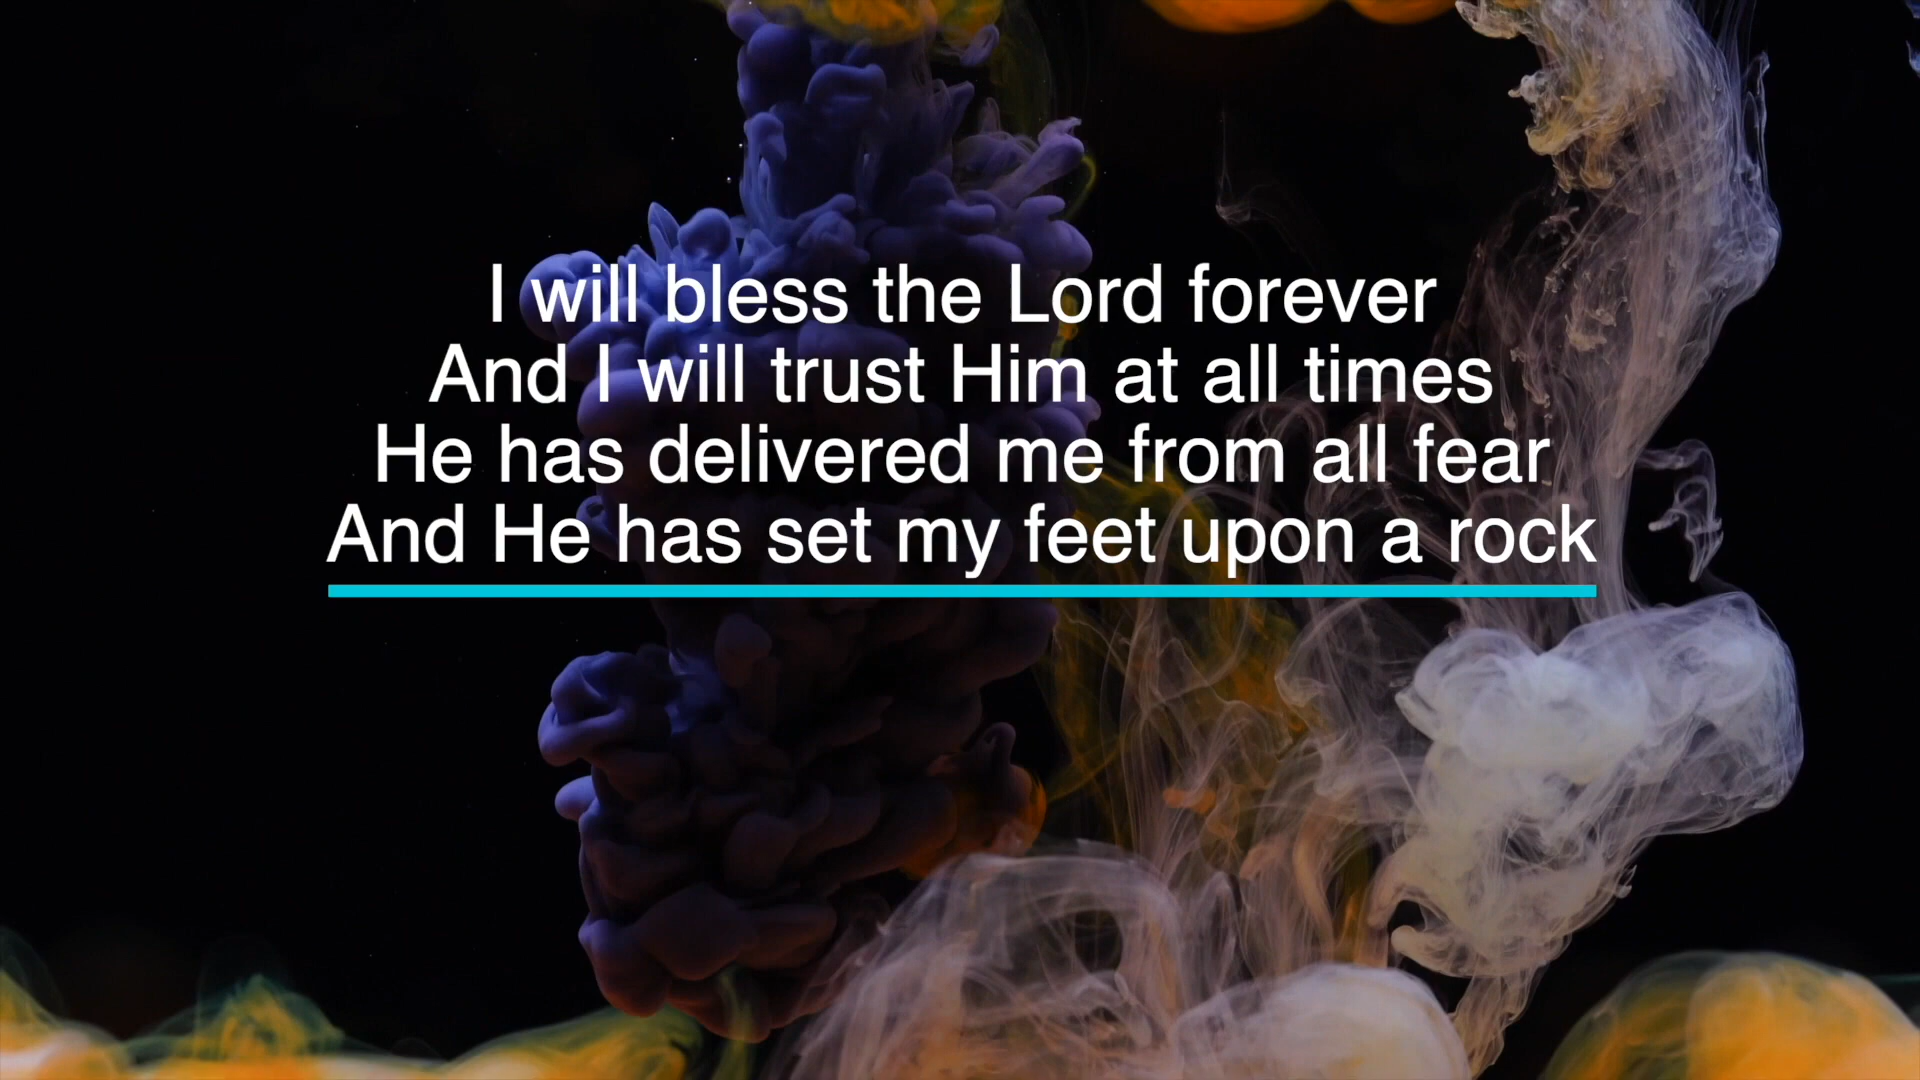 I will bless the Lord forever
And I will trust Him at all times
He has delivered me from all fear
And He has set my feet upon a rock